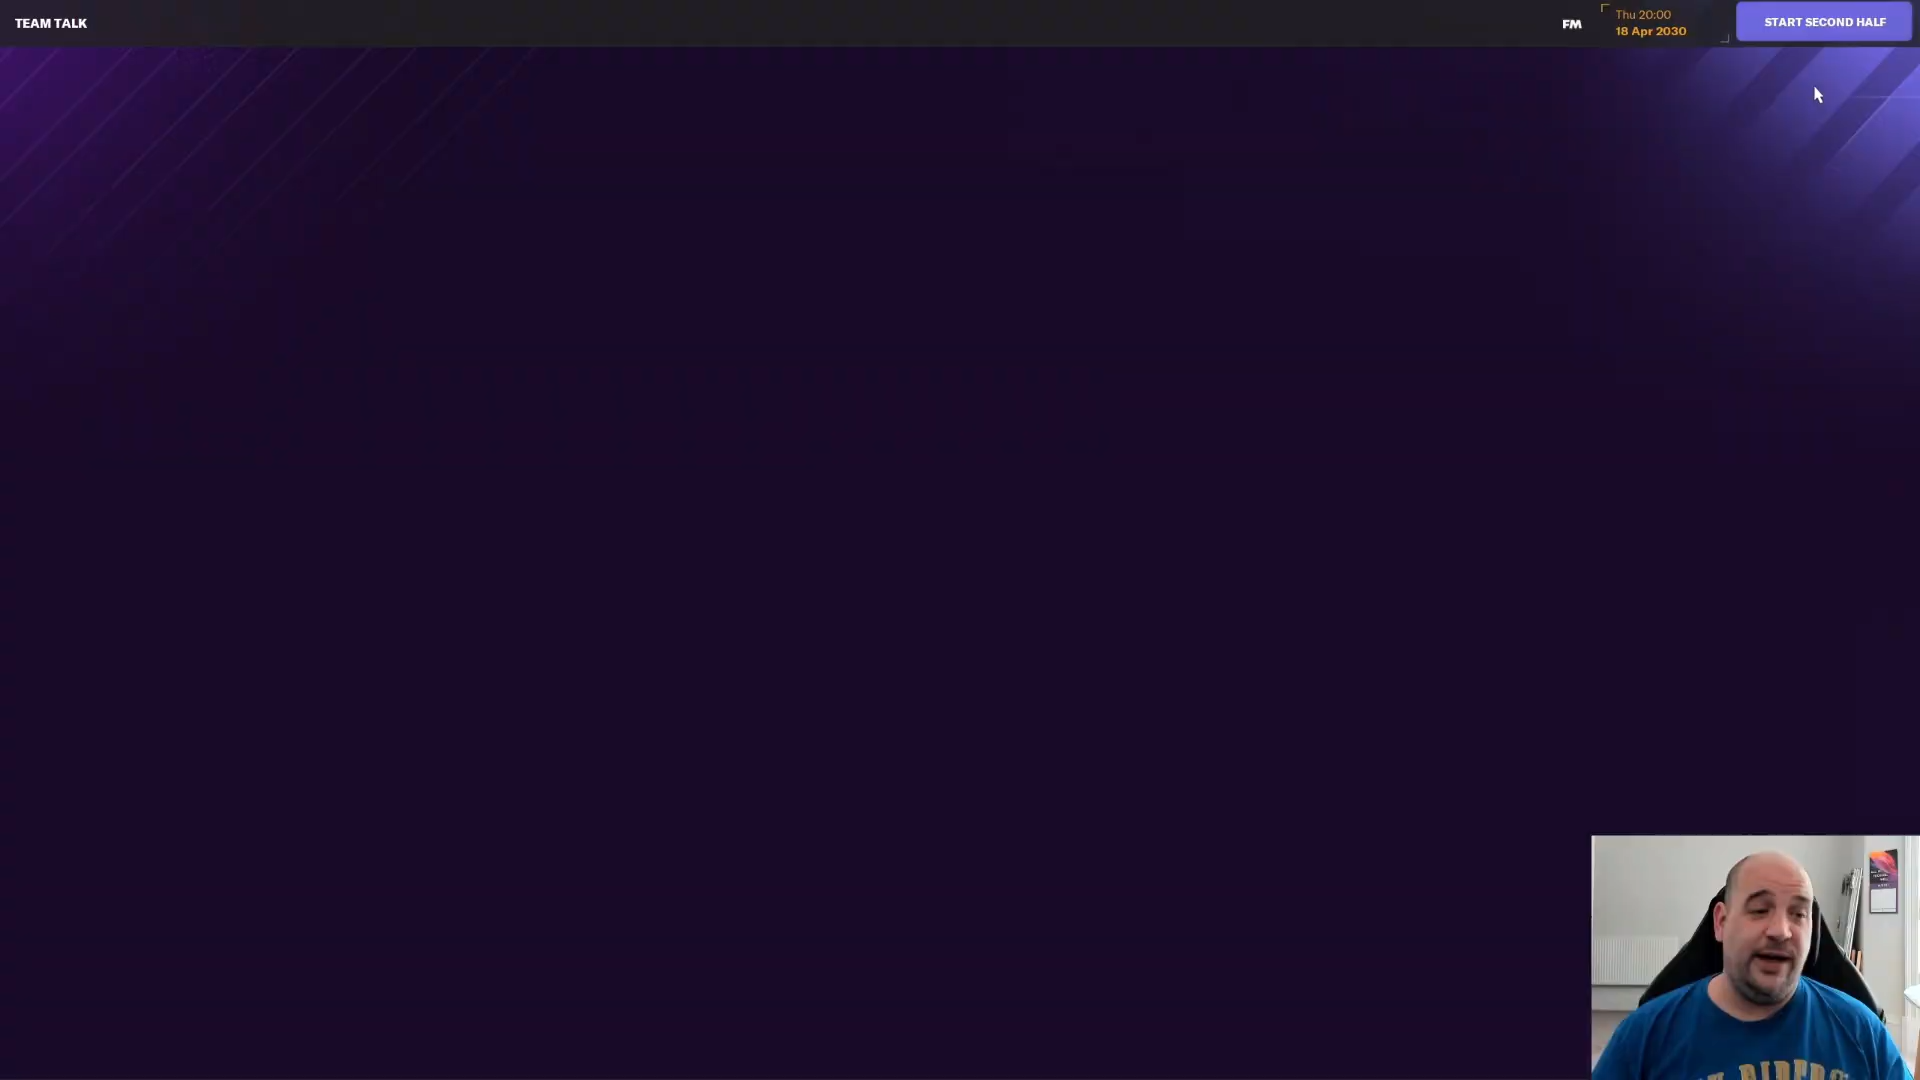 TEAM TALK
FM
Thu 20:00
18 Apr 2030
START SECOND HALF